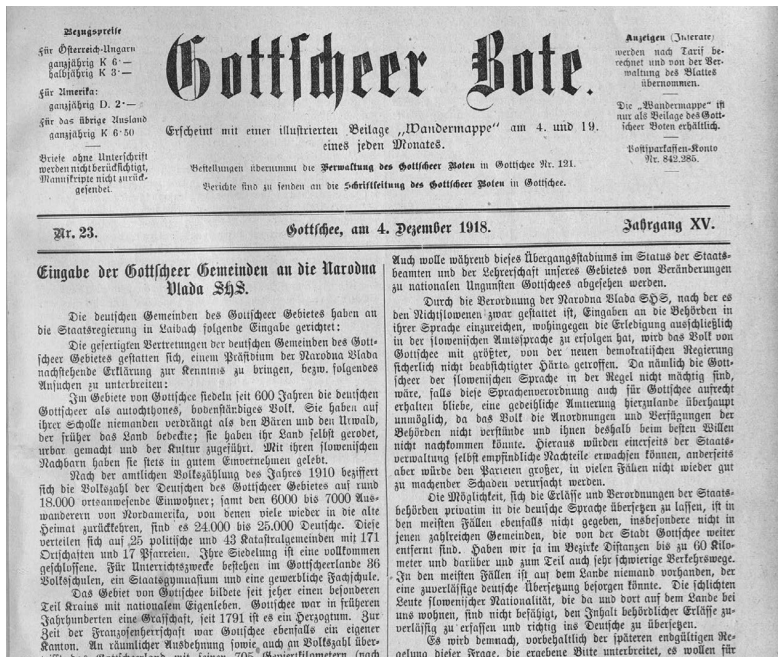 Bezugspreise
für Österreich-Ungarn
ganzjährig K 6·—
halbjährig K 3·—
Für Amerika:
ganzjährig D. 2·—
Für das übrige Ausland
ganzjährig K 6·50
Briefe ohne Unterschrift
werden nicht berücksichtigt,
Manuskripte nicht zurück-
gesendet.
Gottscheer Bote.
Erscheint mit einer illustrierten Beilage „Wandermappe“ am 4. und 19.
eines jeden Monates.
Bestellungen übernimmt die Verwaltung des Gottscheer Boten in Gottschee Nr. 121.
Berichte sind zu senden an die Schriftleitung des Gottscheer Boten in Gottschee.
Anzeigen (Inserate)
werden nach Tarif be-
rechnet und von der Ver-
waltung des Blattes
übernommen.
Die „Wandermappe“ ist
nur als Beilage des Gott-
scheer Boten erhältlich.
Postsparkassen-Konto
Nr. 842.285.
Nr. 23.
Gottschee, am 4. Dezember 1918.
Jahrgang XV.
Eingabe der Gottscheer Gemeinden an die Narodna
Vlada SHS.
Die deutschen Gemeinden des Gottscheer Gebietes haben an
die Staatsregierung in Laibach folgende Eingabe gerichtet:
Die gefertigten Vertretungen der deutschen Gemeinden des Gott-
scheer Gebietes gestatten sich, einem Präsidium der Narodna Vlada
nachstehende Erklärung zur Kenntnis zu bringen, bezw. folgendes
Ansuchen zu unterbreiten:
Im Gebiete von Gottschee siedeln seit 600 Jahren die deutschen
Gottscheer als autochthones, bodenständiges Volk. Sie haben auf
ihrer Scholle niemanden verdrängt als den Bären und den Urwald,
der früher das Land bedeckte; sie haben ihr Land selbst gerodet,
urbar gemacht und der Kultur zugeführt. Mit ihren slowenischen
Nachbarn haben sie stets in gutem Einvernehmen gelebt.
Nach der amtlichen Volkszählung des Jahres 1910 beziffert
sich die Volkszahl der Deutschen des Gottscheer Gebietes auf rund
18.000 ortsanwesende Einwohner; samt den 6000 bis 7000 Aus-
wanderern von Nordamerika, von denen viele wieder in die alte
Heimat zurückkehren, sind es 24.000 bis 25.000 Deutsche. Diese
verteilen sich auf 25 politische und 43 Katastralgemeinden mit 171
Ortschaften und 17 Pfarreien. Ihre Siedelung ist eine vollkommen
geschlossene. Für Unterrichtszwecke bestehen im Gottscheerlande 36
Volksschulen, ein Staatsgymnasium und eine gewerbliche Fachschule.
Das Gebiet von Gottschee bildete seit jeher einen besonderen
Teil Krains mit nationalem Eigenleben. Gottschee war in früheren
Jahrhunderten eine Grafschaft, seit 1791 ist es ein Herzogtum. Zur
Zeit der Franzosenherrschaft war Gottschee ebenfalls ein eigener
Kanton. An räumlicher Ausdehnung sowie auch an Volkszahl über-
das Gottscheerland mit seinen 705 Geviertkilometern (nach
Auch wolle während dieses Übergangsstadiums im Status der Staats-
beamten und der Lehrerschaft unseres Gebietes von Veränderungen
zu nationalen Ungunsten Gottschees abgesehen werden.
Durch die Verordnung der Narodna Vlada SHS, nach der es
den Nichtslowenen zwar gestattet ist, Eingaben an die Behörden in
ihrer Sprache einzureichen, wohingegen die Erledigung ausschließlich
in der slowenischen Amtsprache zu erfolgen hat, wird das Volk von
Gottschee mit größter, von der neuen demokratischen Regierung
sicherlich nicht beabsichtigter Härte getroffen. Da nämlich die Gott-
scheer der slowenischen Sprache in der Regel nicht mächtig sind,
wäre, falls diese Sprachenverordnung auch für Gottschee aufrecht
erhalten bliebe, eine gedeihliche Amtierung hierzulande überhaupt
unmöglich, da das Volk die Anordnungen und Verfügungen der
Behörden nicht verstünde und ihnen deshalb beim besten Willen
nicht nachkommen könnte. Hieraus würden einerseits der Staats-
verwaltung selbst empfindliche Nachteile erwachsen können, anderseits
aber würde den Parteien großer, in vielen Fällen nicht wieder gut
zu machender Schaden verursacht werden.
Die Möglichkeit, sich die Erlässe und Verordnungen der Staats-
behörden privatim in die deutsche Sprache übersetzen zu lassen, ist in
den meisten Fällen ebenfalls nicht gegeben, insbesondere nicht in
jenen zahlreichen Gemeinden, die von der Stadt Gottschee weiter
entfernt sind. Haben wir ja im Bezirke Distanzen bis zu 60 Kilo-
meter und darüber und zum Teil auch sehr schwierige Verkehrswege.
In den meisten Fällen ist auf dem Lande niemand vorhanden, der
eine zuverlässige deutsche Übersetzung besorgen könnte. Die schlichten
Leute slowenischer Nationalität, die da und dort auf dem Lande bei
uns wohnen, sind nicht befähigt, den Inhalt behördlicher Erlässe zu-
verlässig zu erfassen und richtig ins Deutsche zu übersetzen.
Es wird demnach, vorbehaltlich der späteren endgültigen Re-
gelung dieser Frage, die ergebene Bitte unterbreitet, es wollen für